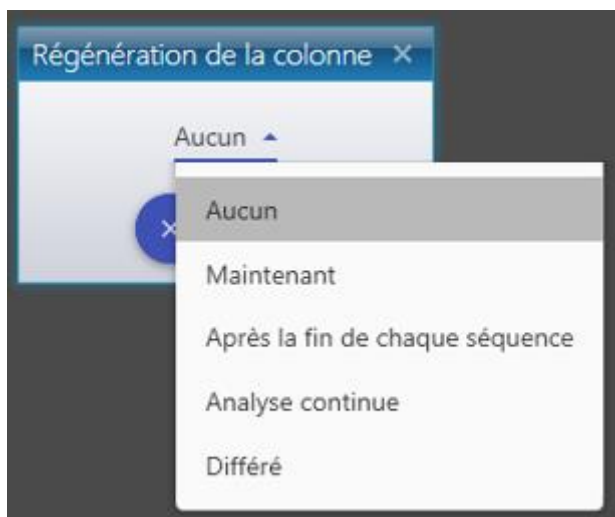 Régénération de la colonne ×
Aucun
Aucun
Maintenant
Après la fin de chaque séquence
Analyse continue
Différé